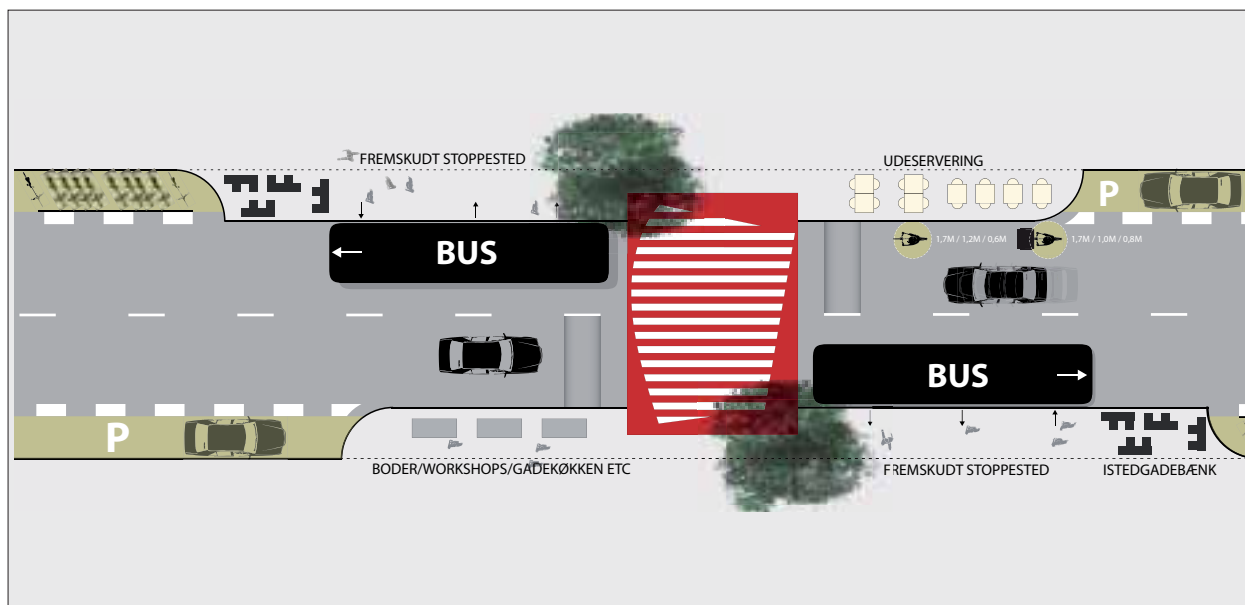 FREMSKUDT STOPPESTED
UDESERVERING
P
BUS
1,7M / 1,2M / 0,6M
1,7M / 1,0M / 0,8M
BUS
P
BODER/WORKSHOPS/GADEKØKKEN ETC
FREMSKUDT STOPPESTED
ISTEDGADEBÆNK